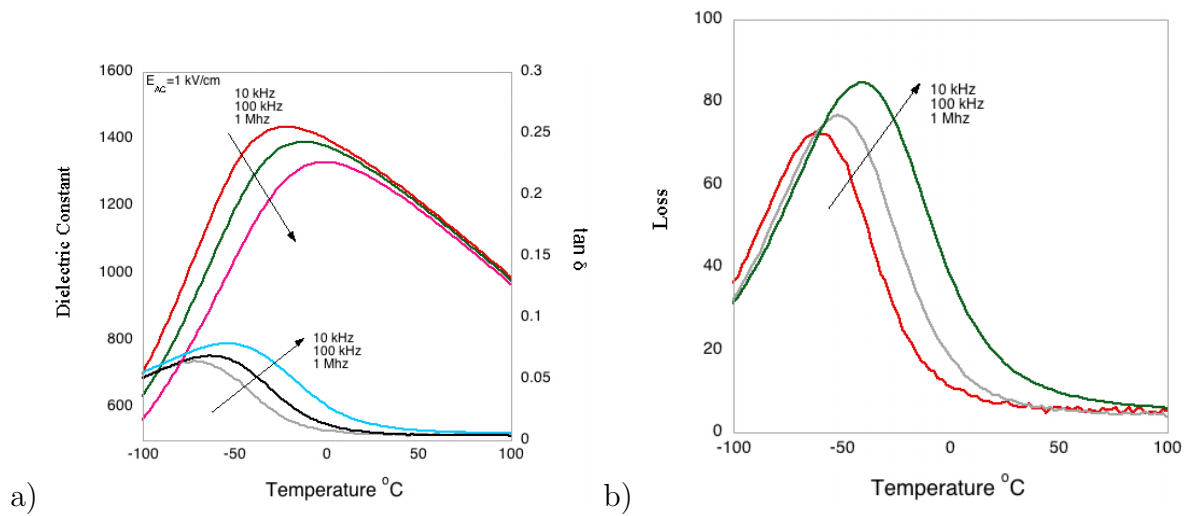 E_AC=1 kV/cm
10 kHz
100 kHz
1 Mhz
1600
1400
1200
1000
800
600
Dielectric Constant
0.3
0.25
0.2
0.15
0.1
0.05
0
tan δ
10 kHz
100 kHz
1 Mhz
-100
-50
0
50
100
Temperature °C
a)
100
80
60
40
20
0
Loss
10 kHz
100 kHz
1 Mhz
-100
-50
0
50
100
Temperature °C
b)